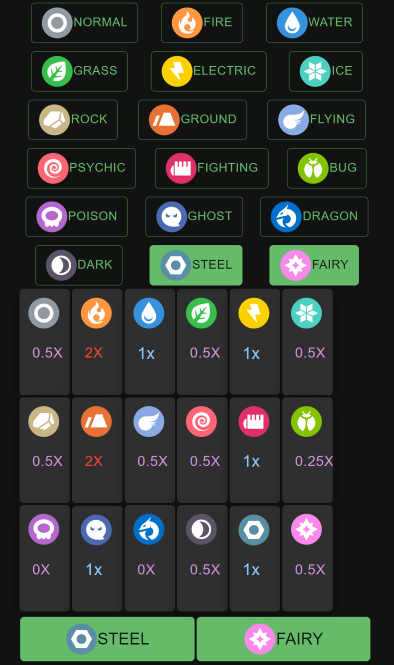 NORMAL FIRE WATER
GRASS ELECTRIC ICE
ROCK GROUND FLYING
PSYCHIC FIGHTING BUG
POISON GHOST DRAGON
DARK STEEL FAIRY
0.5X 2X 1x 0.5X 1x 0.5X
0.5X 2X 0.5X 0.5X 1x 0.25X
0X 1x 0X 0.5X 1x 0.5X
STEEL FAIRY